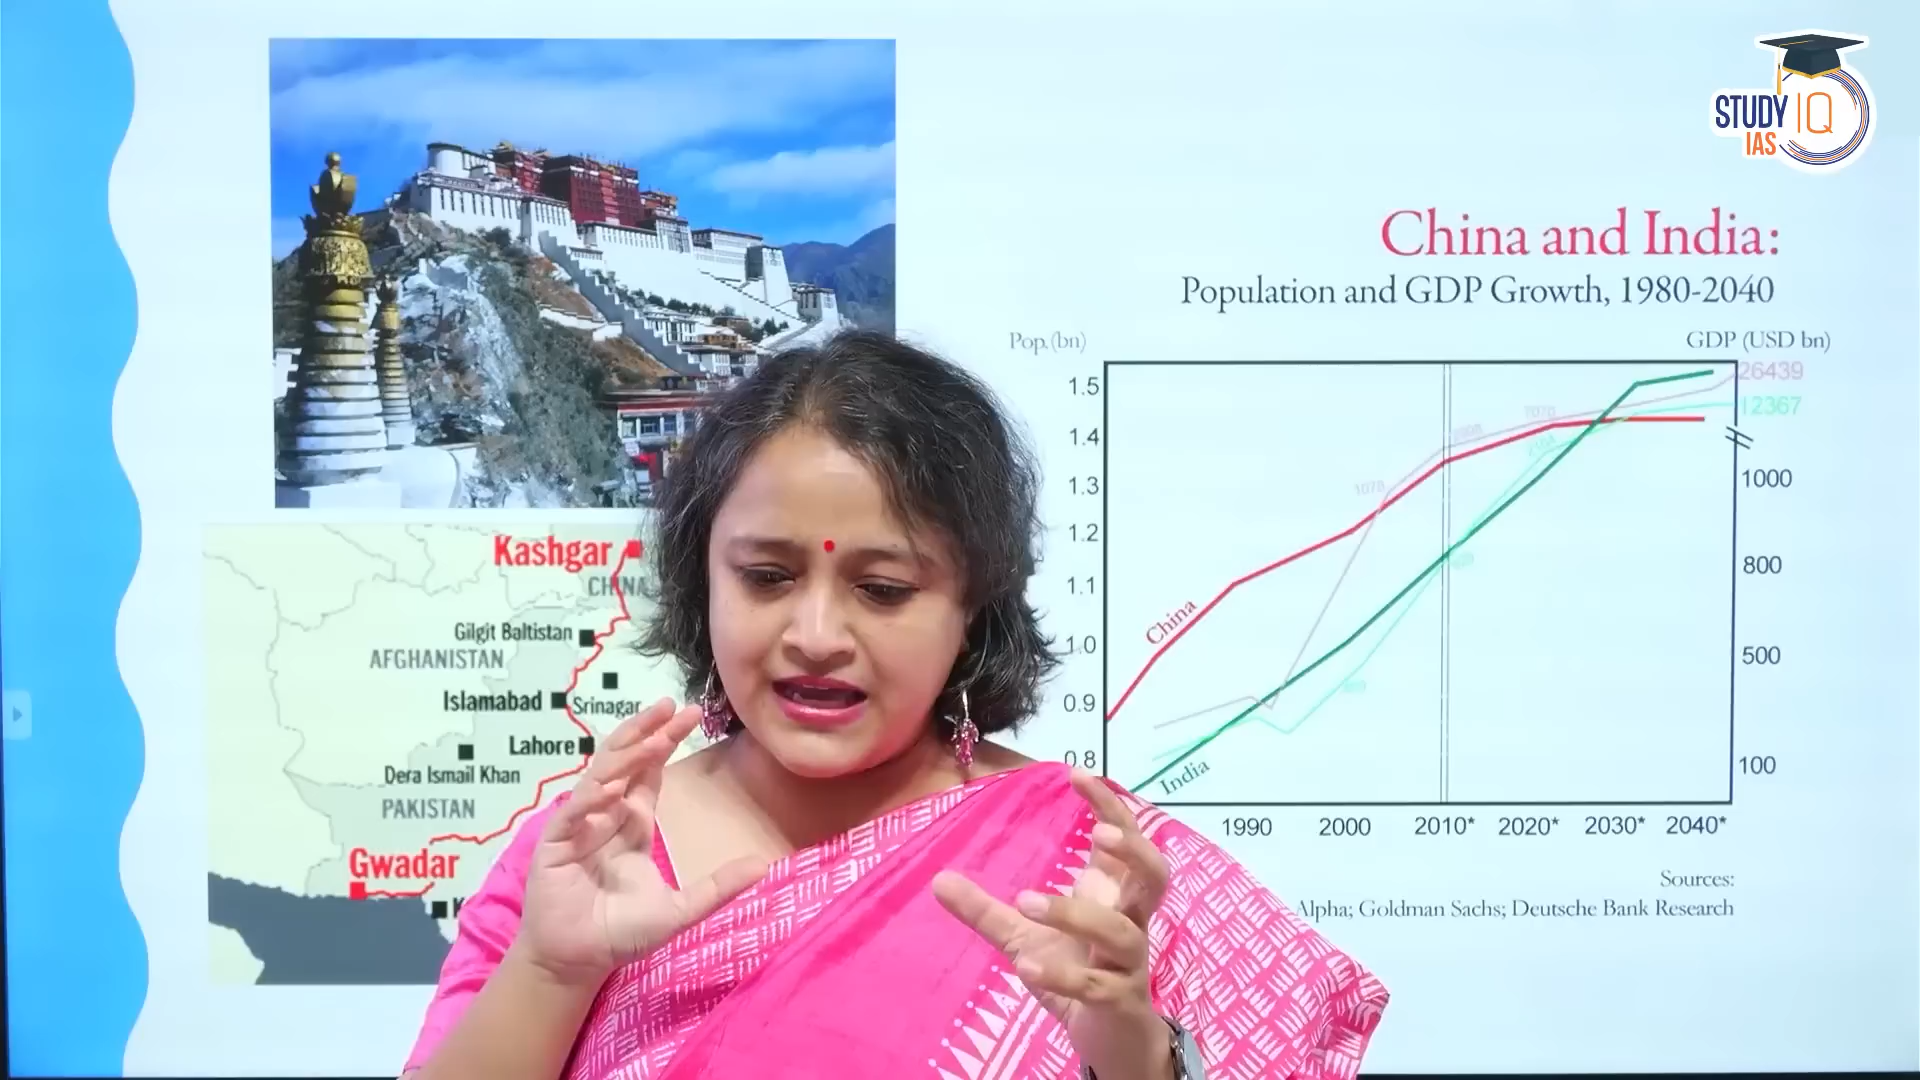 STUDY IQ
IAS
China and India:
Population and GDP Growth, 1980-2040
Pop.(bn)
GDP (USD bn)
1.5
1.4
1.3
1.2
1.1
1.0
0.9
0.8
China
India
1070
7070
26439
12367
1000
800
500
100
1990
2000
2010*
2020*
2030*
2040*
Sources:
Alpha; Goldman Sachs; Deutsche Bank Research
Kashgar
CHINA
Gilgit Baltistan
AFGHANISTAN
Islamabad
Srinagar
Lahore
Dera Ismail Khan
PAKISTAN
Gwadar
K